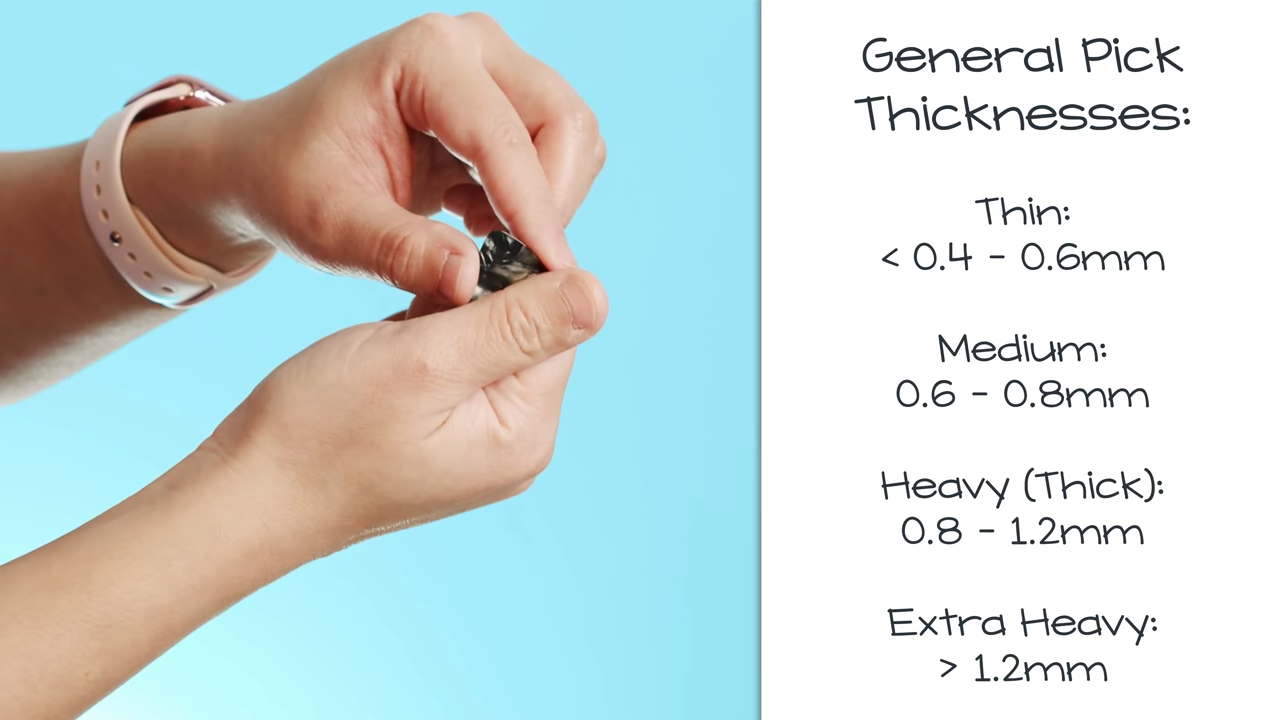 General Pick
Thicknesses:
Thin:
< 0.4 - 0.6mm
Medium:
0.6 - 0.8mm
Heavy (Thick):
0.8 - 1.2mm
Extra Heavy:
> 1.2mm